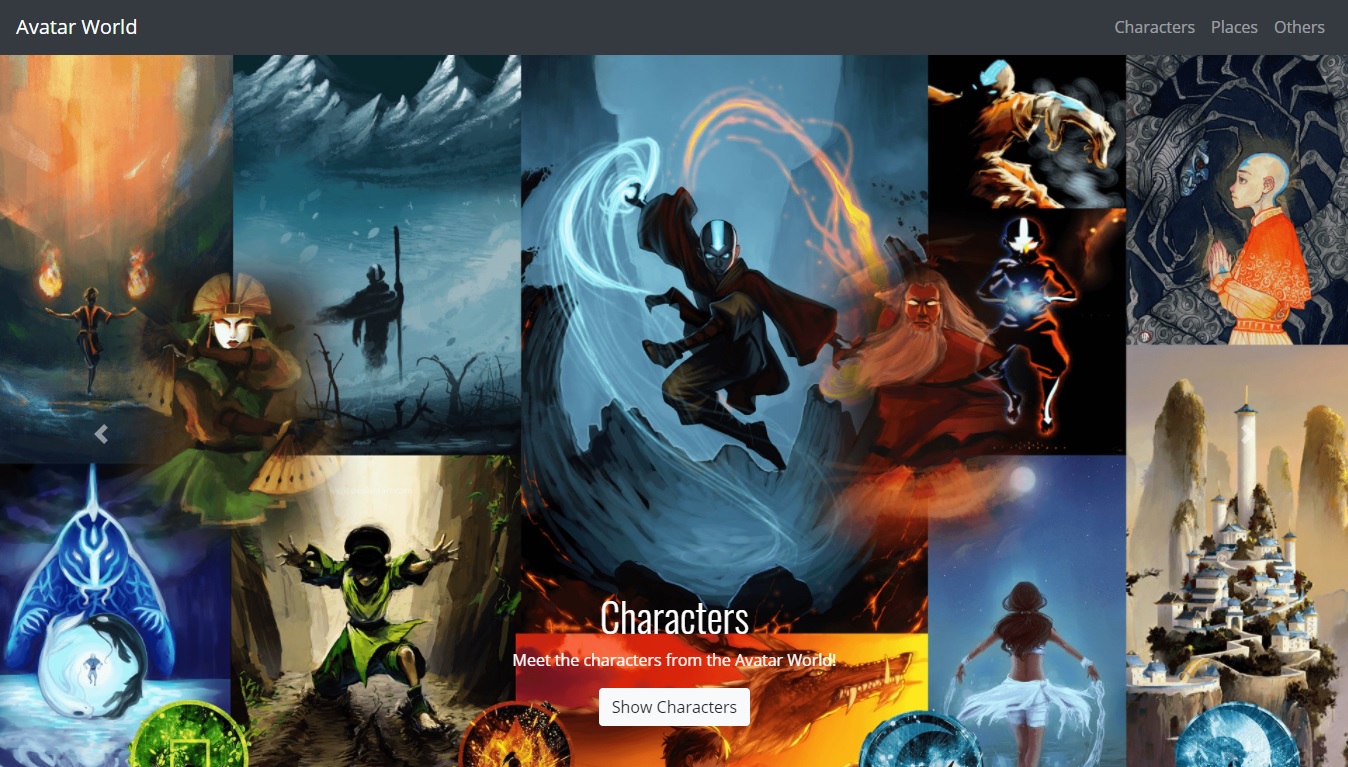 Avatar World
Characters Places Others
Characters
Meet the characters from the Avatar World!
Show Characters